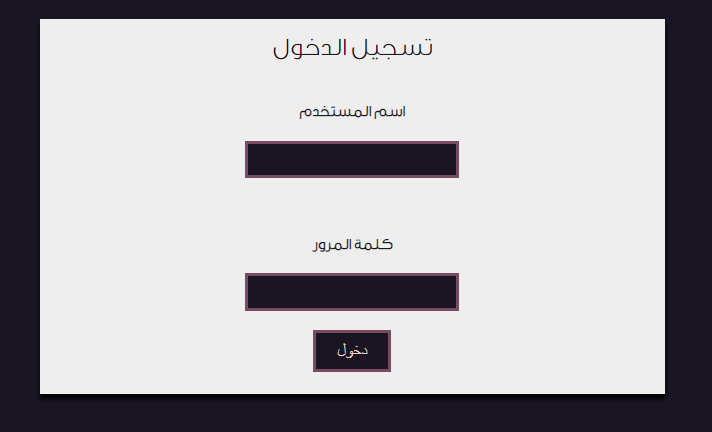 تسجيل الدخول
اسم المستخدم
كلمة المرور
دخول